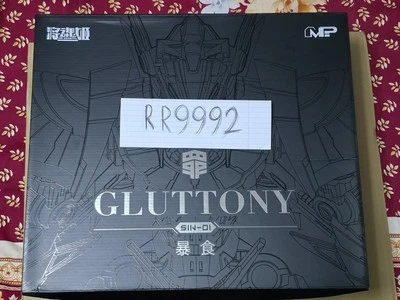 MP
RR9992
GLUTTONY
SIN-01
暴食